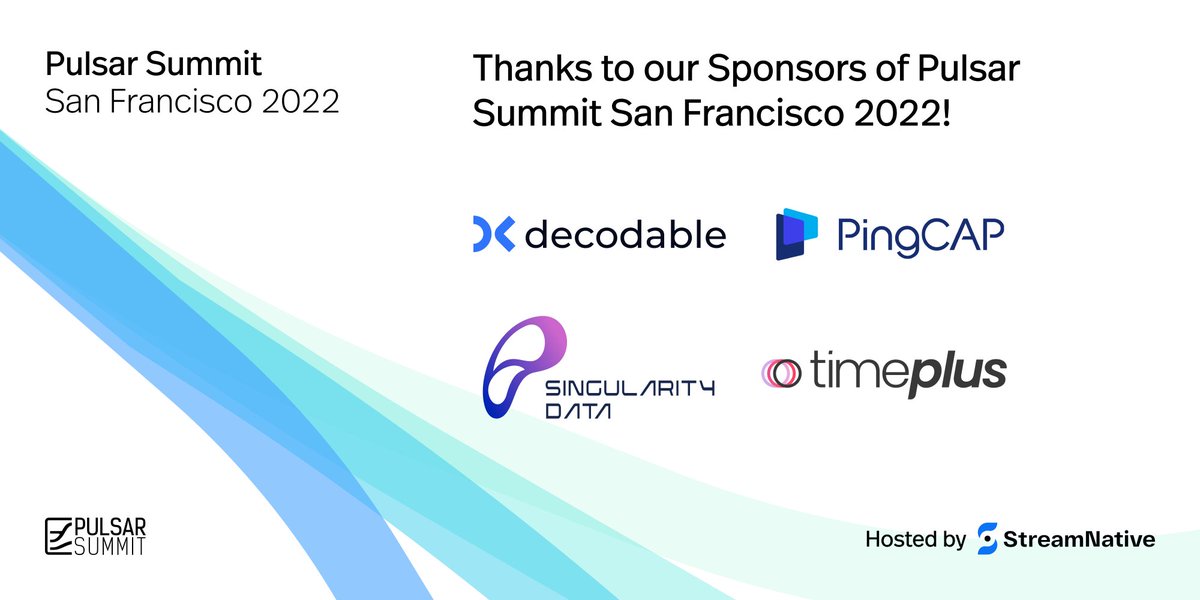 Pulsar Summit
San Francisco 2022
Thanks to our Sponsors of Pulsar
Summit San Francisco 2022!
decodable
PingCAP
SINGULARITY
DATA
timeplus
PULSAR
SUMMIT
Hosted by StreamNative